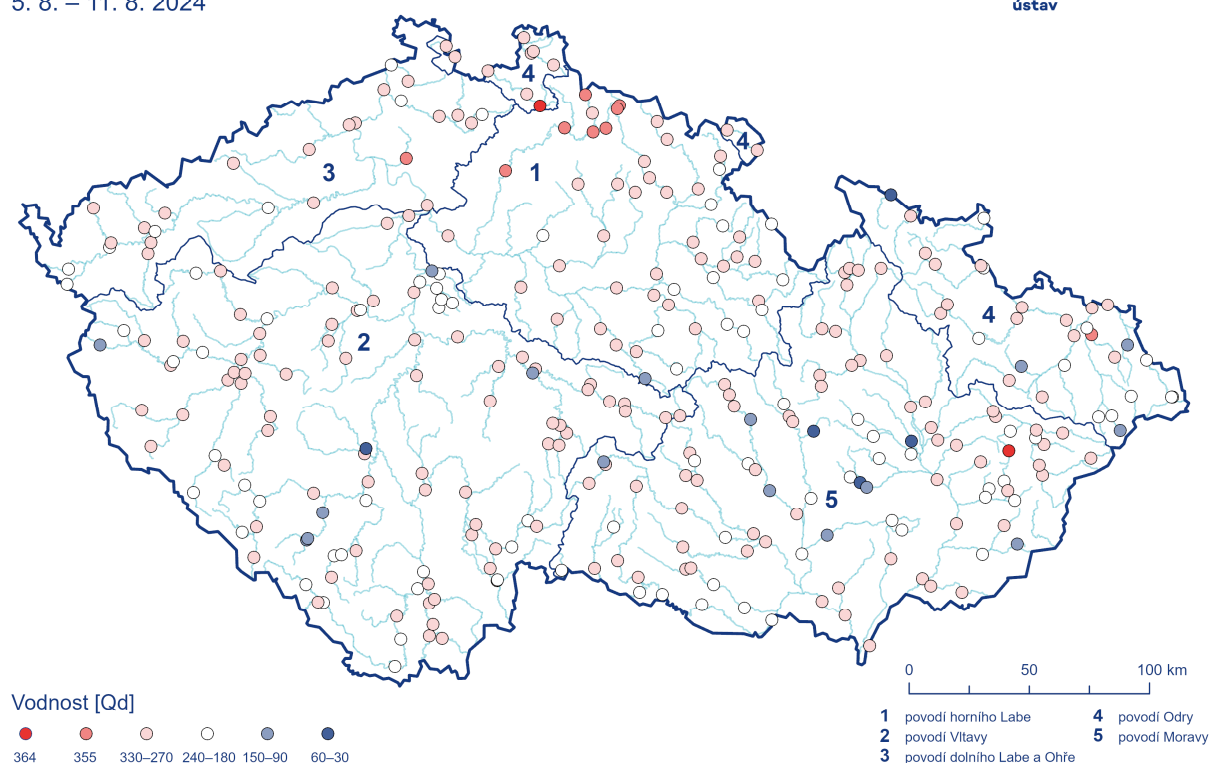 5. 8. – 11. 8. 2024
ústav
4
4
3
1
4
2
5
Vodnost [Qd]
364 355 330–270 240–180 150–90 60–30
0 50 100 km
1 povodí horního Labe
2 povodí Vltavy
3 povodí dolního Labe a Ohře
4 povodí Odry
5 povodí Moravy